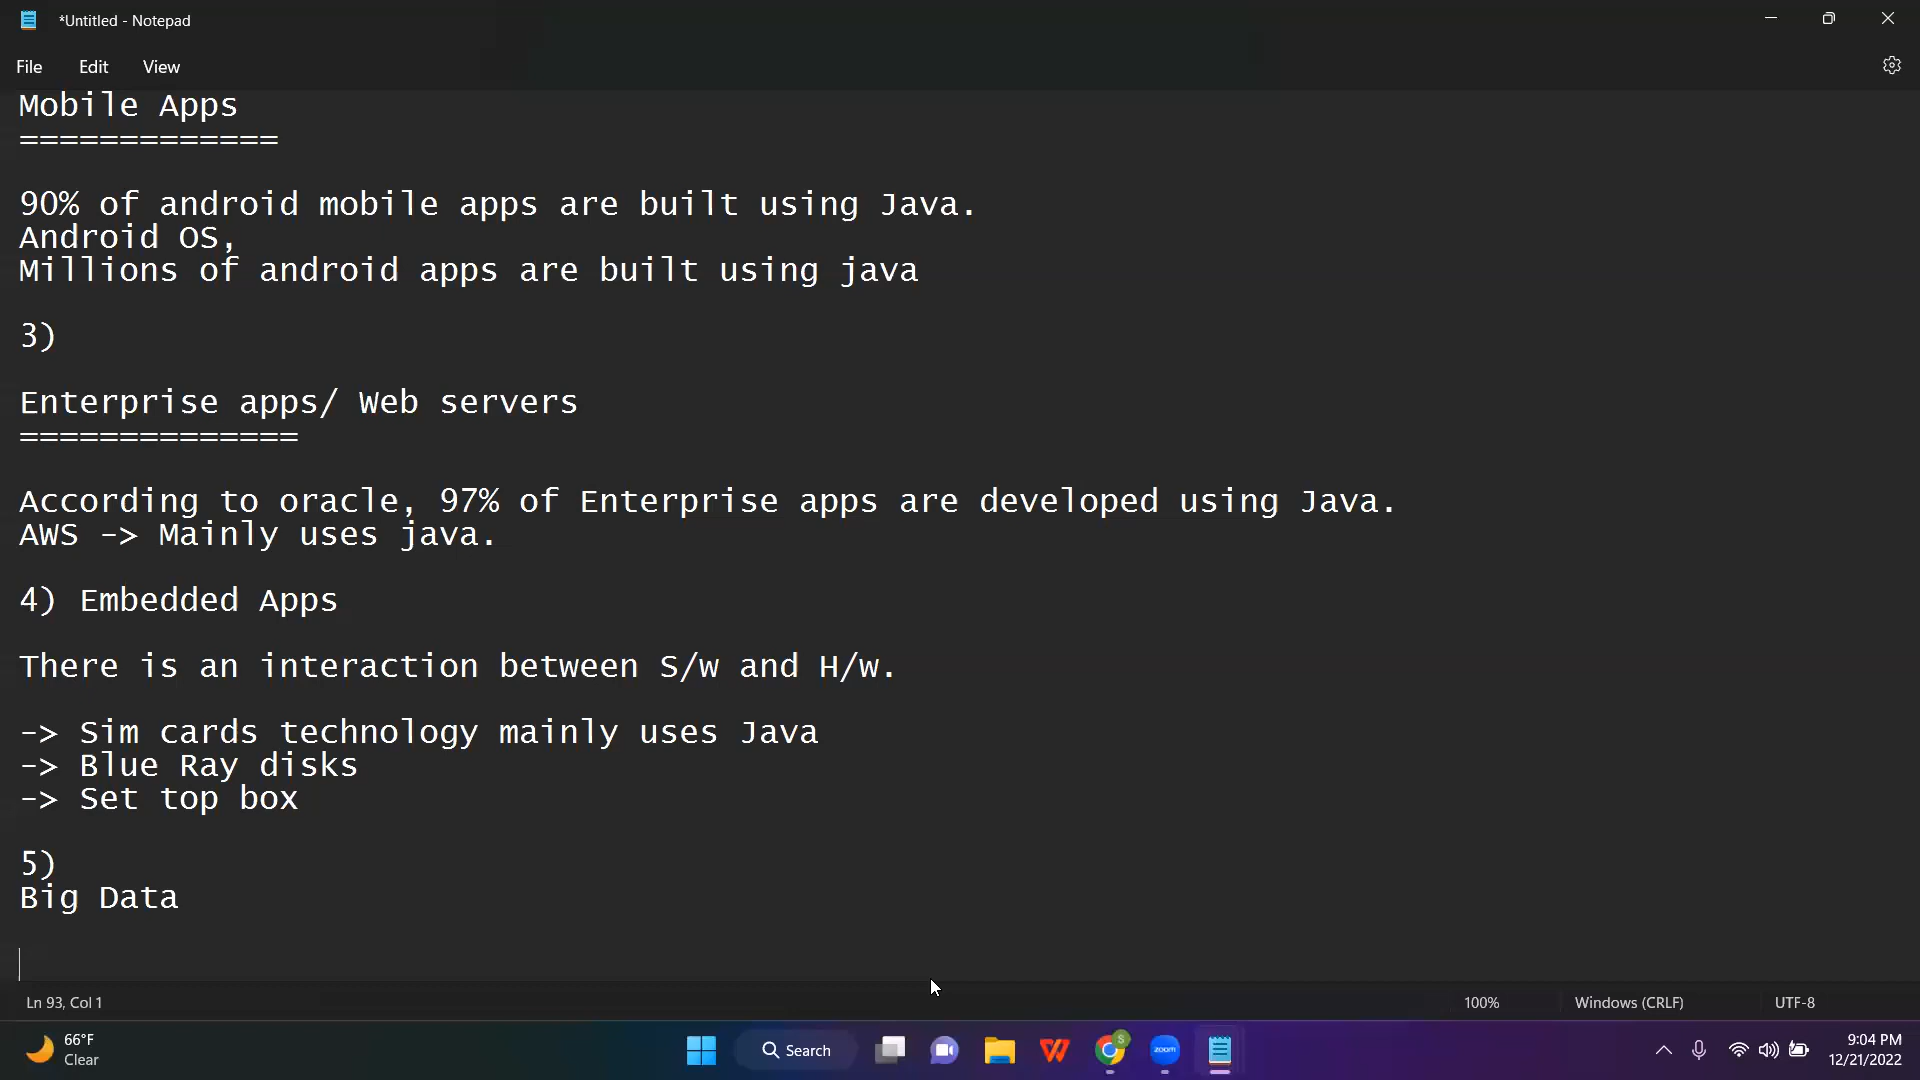 *Untitled - Notepad
File Edit View
Mobile Apps
=============
90% of android mobile apps are built using Java.
Android OS,
Millions of android apps are built using java
3)
Enterprise apps/ Web servers
==============
According to oracle, 97% of Enterprise apps are developed using Java.
AWS -> Mainly uses java.
4) Embedded Apps
There is an interaction between S/w and H/w.
-> Sim cards technology mainly uses Java
-> Blue Ray disks
-> Set top box
5)
Big Data
Ln 93, Col 1 100% Windows (CRLF) UTF-8
66°F
Clear
Search
S
zoom
9:04 PM
12/21/2022